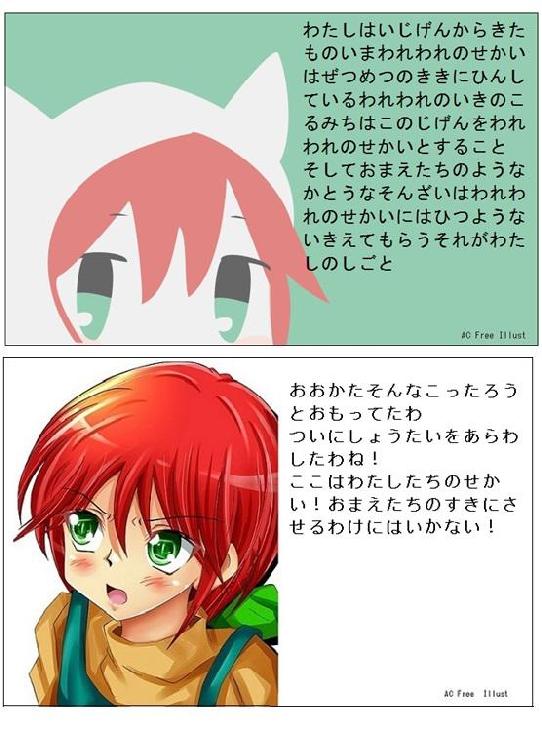 わたしはいじげんからきた
ものいまわれわれのせかい
はぜつめつのききにひんし
ているわれわれのいきのこ
るみちはこのじげんをわれ
われのせかいとすること
そしておまえたちのような
かとうなそんざいはわれわ
れのせかいにはひつような
いきえてもらうそれがわた
しのしごと
AC Free Illust
おおかたそんなこったろう
とおもってたわ
ついにしょうたいをあらわ
したわね！
ここはわたしたちのせか
い！おまえたちのすきにさ
せるわけにはいかない！
AC Free Illust